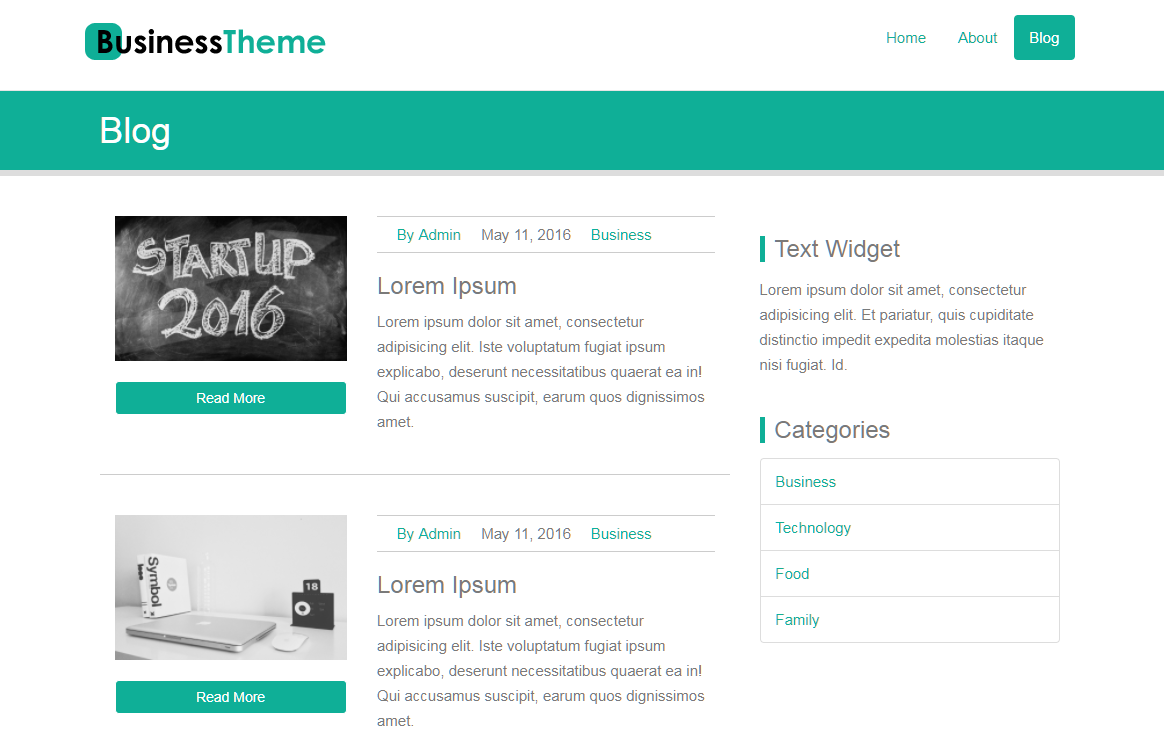 BusinessTheme
Home About Blog
Blog
STARTUP
2016
Read More
By Admin May 11, 2016 Business
Lorem Ipsum
Lorem ipsum dolor sit amet, consectetur
adipisicing elit. Iste voluptatum fugiat ipsum
explicabo, deserunt necessitatibus quaerat ea in!
Qui accusamus suscipit, earum quos dignissimos
amet.
Symbol
18
Read More
By Admin May 11, 2016 Business
Lorem Ipsum
Lorem ipsum dolor sit amet, consectetur
adipisicing elit. Iste voluptatum fugiat ipsum
explicabo, deserunt necessitatibus quaerat ea in!
Qui accusamus suscipit, earum quos dignissimos
amet.
Text Widget
Lorem ipsum dolor sit amet, consectetur
adipisicing elit. Et pariatur, quis cupiditate
distinctio impedit expedita molestias itaque
nisi fugiat. Id.
Categories
Business
Technology
Food
Family